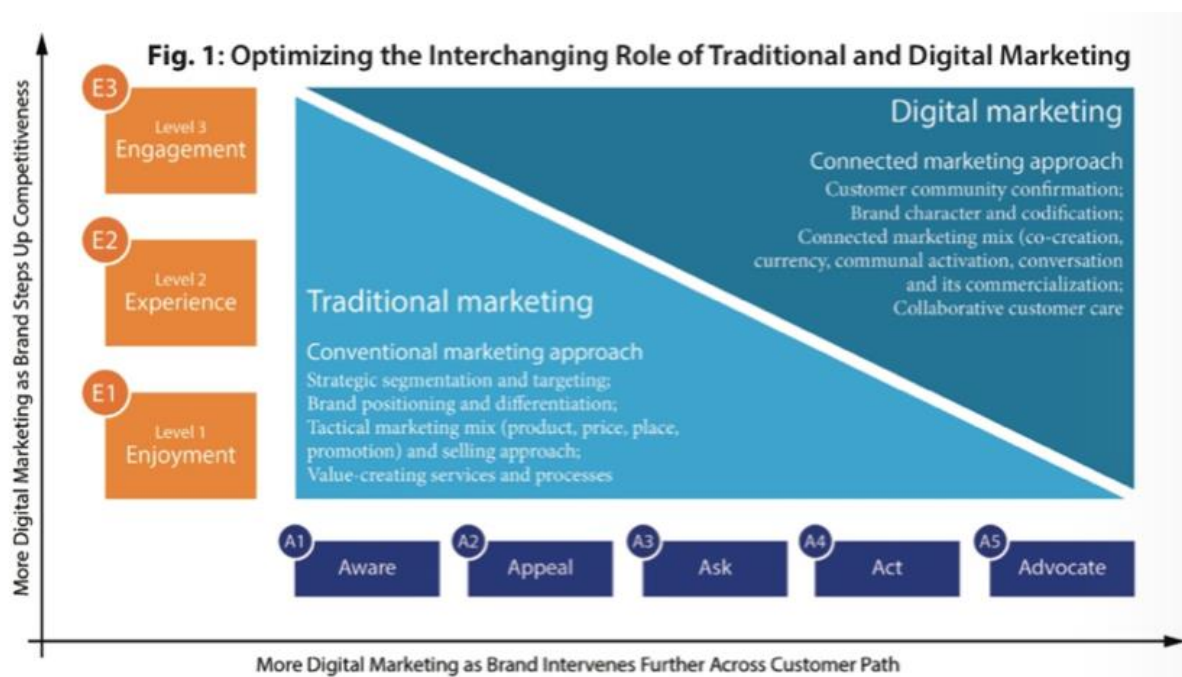 Fig. 1: Optimizing the Interchanging Role of Traditional and Digital Marketing
More Digital Marketing as Brand Steps Up Competitiveness
E3
Level 3
Engagement
E2
Level 2
Experience
E1
Level 1
Enjoyment
Digital marketing
Connected marketing approach
Customer community confirmation;
Brand character and codification;
Connected marketing mix (co-creation,
currency, communal activation, conversation
and its commercialization;
Collaborative customer care
Traditional marketing
Conventional marketing approach
Strategic segmentation and targeting;
Brand positioning and differentiation;
Tactical marketing mix (product, price, place,
promotion) and selling approach;
Value-creating services and processes
A1
Aware
A2
Appeal
A3
Ask
A4
Act
A5
Advocate
More Digital Marketing as Brand Intervenes Further Across Customer Path